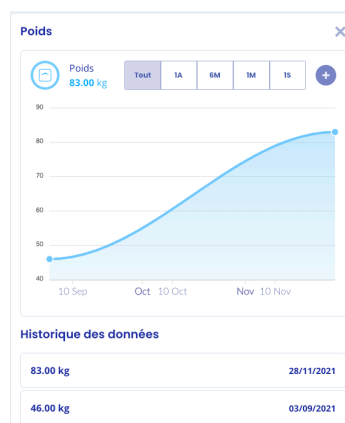 Poids
Poids
83.00 kg
Tout 1A 6M 1M 1S
90
80
70
60
50
40
10 Sep Oct 10 Oct Nov 10 Nov
Historique des données
83.00 kg 28/11/2021
46.00 kg 03/09/2021